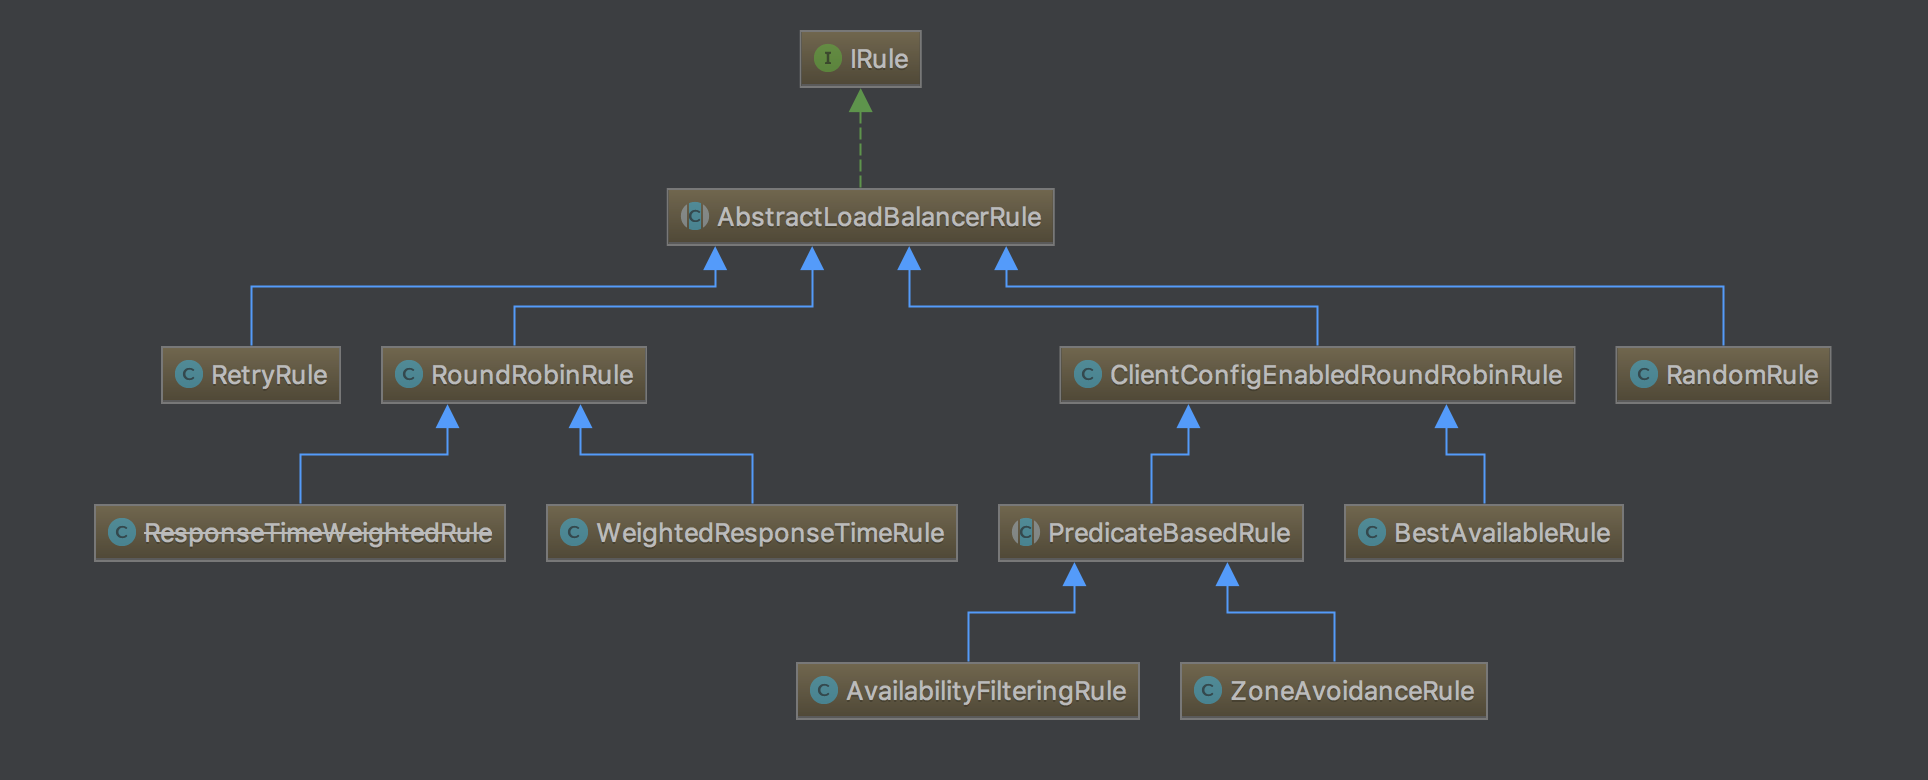 I IRule
C AbstractLoadBalancerRule
C RetryRule
C RoundRobinRule
C ClientConfigEnabledRoundRobinRule
C RandomRule
C ResponseTimeWeightedRule
C WeightedResponseTimeRule
C PredicateBasedRule
C BestAvailableRule
C AvailabilityFilteringRule
C ZoneAvoidanceRule